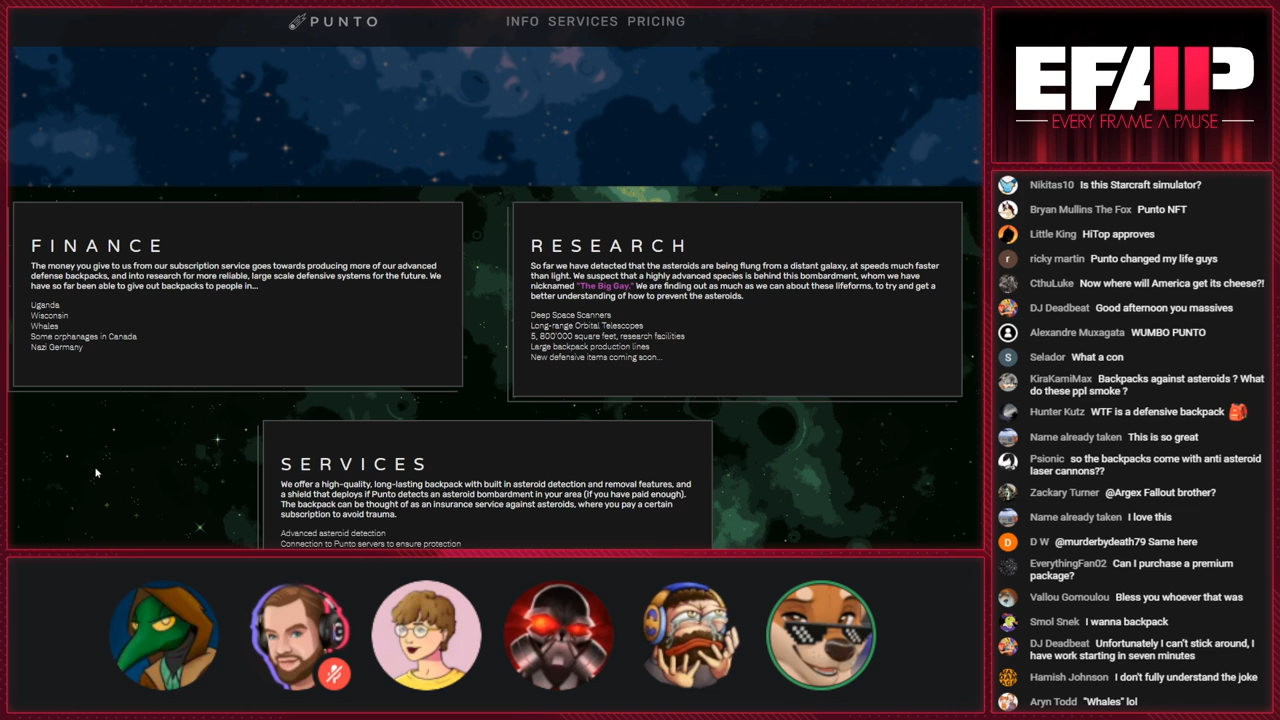 PUNTO
INFO SERVICES PRICING
FINANCE
The money you give to us from our subscription service goes towards producing more of our advanced
defense backpacks, and into research for more reliable, large scale defensive systems for the future. We
have so far been able to give out backpacks to people in...
Uganda
Wisconsin
Whales
Some orphanages in Canada
Nazi Germany
RESEARCH
So far we have detected that the asteroids are being flung from a distant galaxy, at speeds much faster
than light. We suspect that a highly advanced species is behind this bombardment, whom we have
nicknamed "The Big Gay." We are finding out as much as we can about these lifeforms, to try and get a
better understanding of how to prevent the asteroids.
Deep Space Scanners
Long-range Orbital Telescopes
5, 800'000 square feet, research facilities
Large backpack production lines
New defensive items coming soon...
SERVICES
We offer a high-quality, long-lasting backpack with built in asteroid detection and removal features, and
a shield that deploys if Punto detects an asteroid bombardment in your area (if you have paid enough).
The backpack can be thought of as an insurance service against asteroids, where you pay a certain
subscription to avoid trauma.
Advanced asteroid detection
Connection to Punto servers to ensure protection
EFAP
EVERY FRAME A PAUSE
Nikitas10 Is this Starcraft simulator?
Bryan Mullins The Fox Punto NFT
Little King HiTop approves
r ricky martin Punto changed my life guys
CthuLuke Now where will America get its cheese?!
DJ Deadbeat Good afternoon you massives
Alexandre Muxagata WUMBO PUNTO
S Selador What a con
KiraKamiMax Backpacks against asteroids ? What
do these ppl smoke ?
Hunter Kutz WTF is a defensive backpack
Name already taken This is so great
Psionic so the backpacks come with anti asteroid
laser cannons??
Zackary Turner @Argex Fallout brother?
Name already taken I love this
D D W @murderbydeath79 Same here
EverythingFan02 Can I purchase a premium
package?
Vallou Gomoulou Bless you whoever that was
Smol Snek I wanna backpack
DJ Deadbeat Unfortunately I can't stick around, I
have work starting in seven minutes
Hamish Johnson I don't fully understand the joke
Aryn Todd "Whales" lol